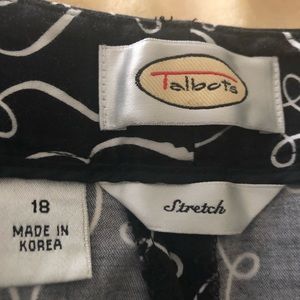 Talbots
18
MADE IN
KOREA
Stretch